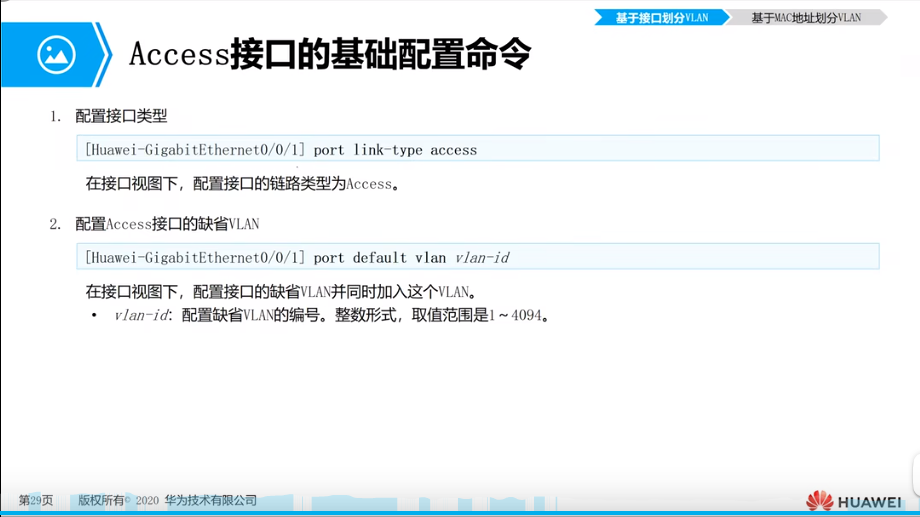 基于接口划分VLAN
基于MAC地址划分VLAN
Access接口的基础配置命令
1. 配置接口类型
[Huawei-GigabitEthernet0/0/1] port link-type access
在接口视图下，配置接口的链路类型为Access。
2. 配置Access接口的缺省VLAN
[Huawei-GigabitEthernet0/0/1] port default vlan vlan-id
在接口视图下，配置接口的缺省VLAN并同时加入这个VLAN。
• vlan-id：配置缺省VLAN的编号。整数形式，取值范围是1～4094。
第29页 版权所有© 2020 华为技术有限公司
HUAWEI